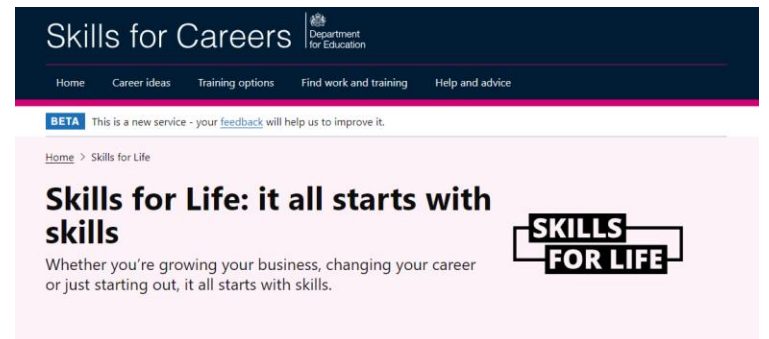 Skills for Careers
Department
for Education
Home Career ideas Training options Find work and training Help and advice
BETA This is a new service - your feedback will help us to improve it.
Home > Skills for Life
Skills for Life: it all starts with
skills
Whether you're growing your business, changing your career
or just starting out, it all starts with skills.
SKILLS
FOR LIFE